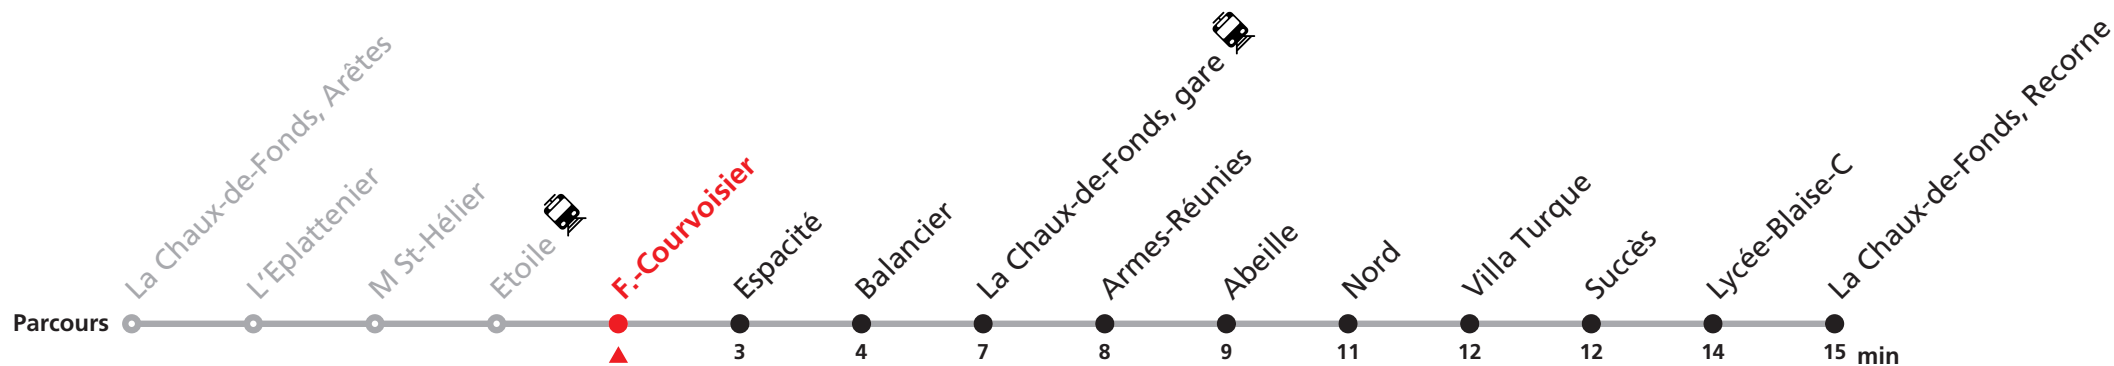 La Chaux-de-Fonds, Arêtes
L'Eplattenier
M St-Hélier
Etoile
F.-Courvoisier
Espacité
Balancier
La Chaux-de-Fonds, gare
Armes-Réunies
Abeille
Nord
Villa Turque
Succès
Lycée-Blaise-C
La Chaux-de-Fonds, Recorne
Parcours
3 4 7 8 9 11 12 12 14 15 min